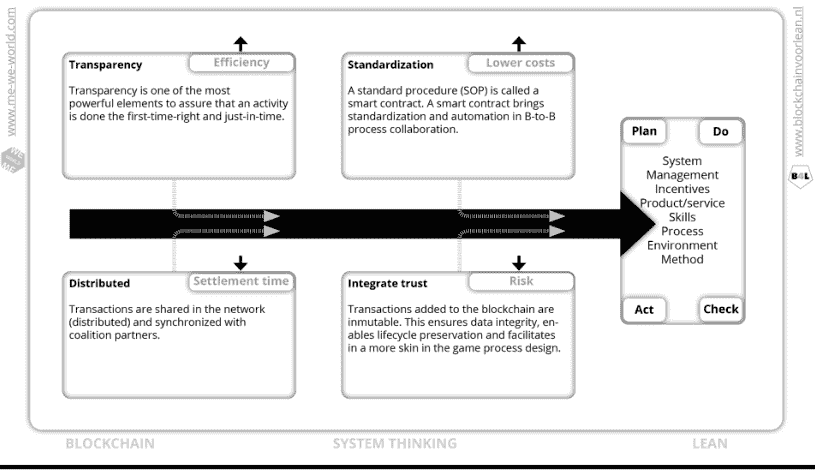 www.me-we-world.com
WE
ME
Transparency
Efficiency
Transparency is one of the most
powerful elements to assure that an activity
is done the first-time-right and just-in-time.
Standardization
Lower costs
A standard procedure (SOP) is called a
smart contract. A smart contract brings
standardization and automation in B-to-B
process collaboration.
Distributed
Settlement time
Transactions are shared in the network
(distributed) and synchronized with
coalition partners.
Integrate trust
Risk
Transactions added to the blockchain are
inmutable. This ensures data integrity, en-
ables lifecycle preservation and facilitates
in a more skin in the game process design.
Plan
Do
System
Management
Incentives
Product/service
Skills
Process
Environment
Method
Act
Check
www.blockchainvoorlean.nl
B4L
BLOCKCHAIN
SYSTEM THINKING
LEAN